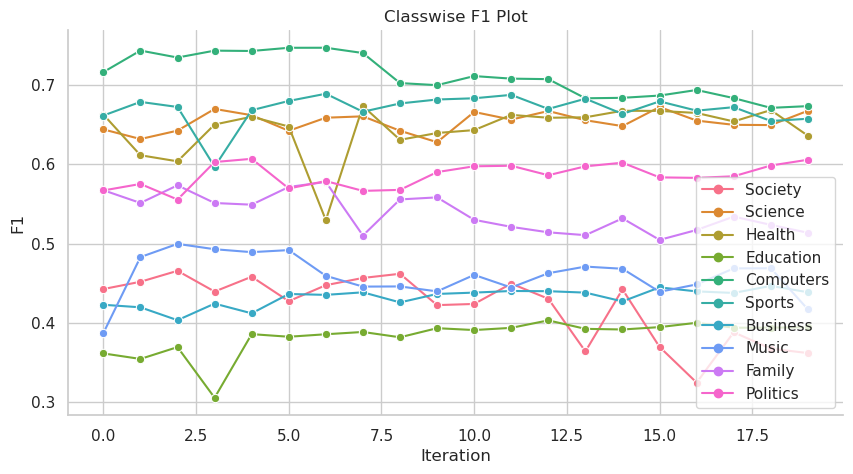 Classwise F1 Plot
F1
0.7
0.6
0.5
0.4
0.3
0.0
2.5
5.0
7.5
10.0
12.5
15.0
17.5
Iteration
Society
Science
Health
Education
Computers
Sports
Business
Music
Family
Politics